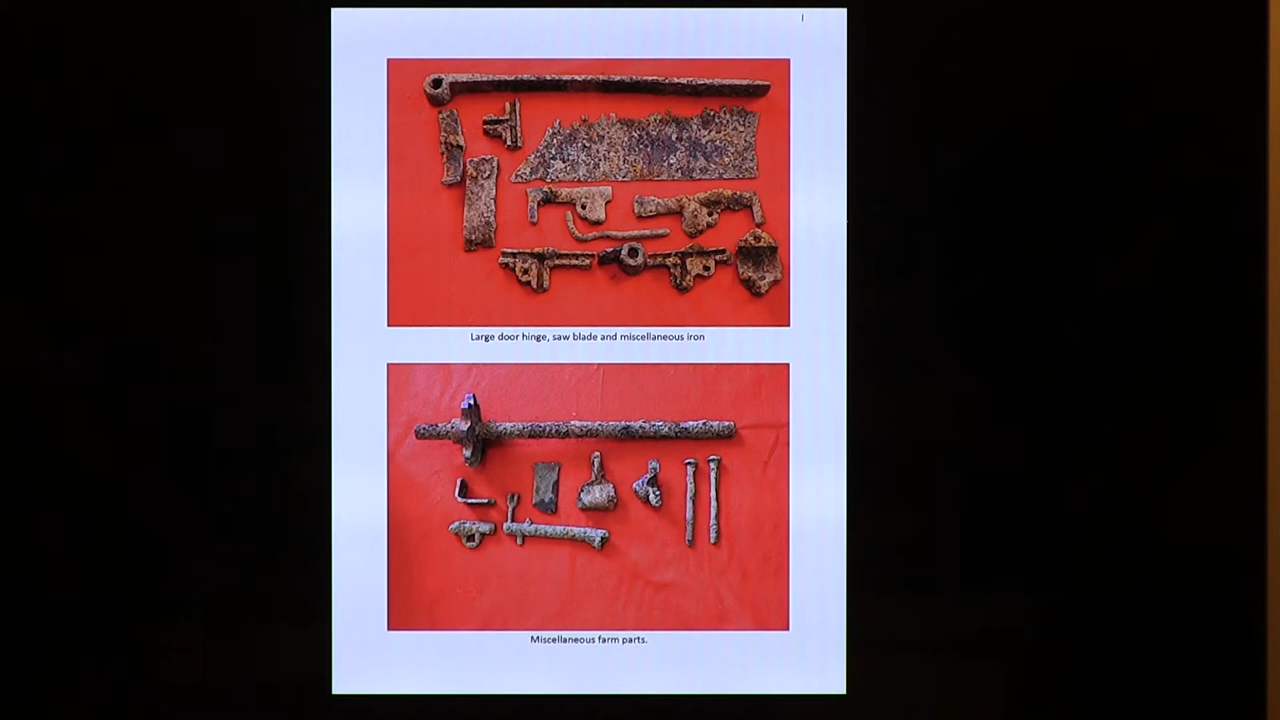 Large door hinge, saw blade and miscellaneous iron
Miscellaneous farm parts.